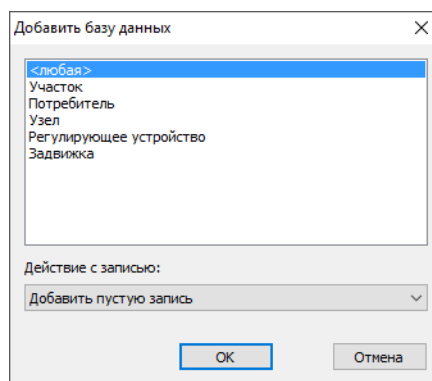 Добавить базу данных
<любая>
Участок
Потребитель
Узел
Регулирующее устройство
Задвижка
Действие с записью:
Добавить пустую запись
OK Отмена